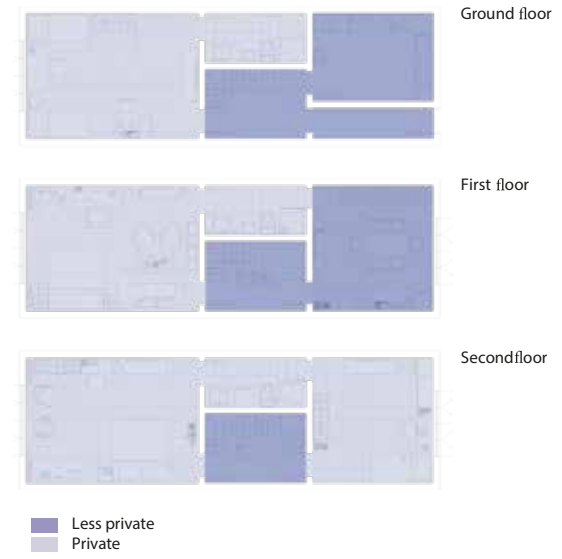 Ground floor
First floor
Secondfloor
Less private
Private